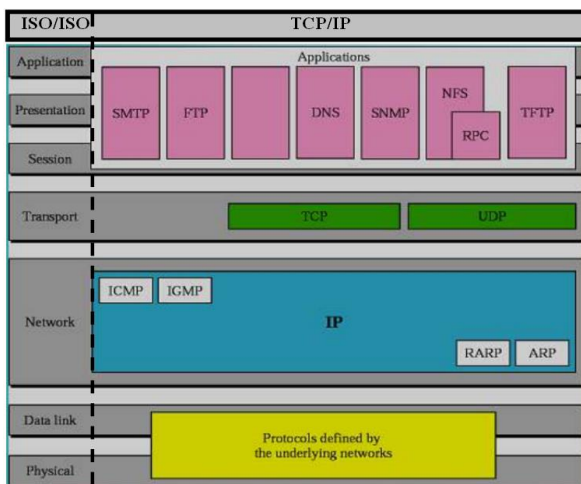 ISO/ISO TCP/IP
Application
Applications
Presentation
SMTP FTP DNS SNMP NFS RPC TFTP
Session
Transport
TCP UDP
ICMP IGMP
Network
IP
RARP ARP
Data link
Protocols defined by
the underlying networks
Physical